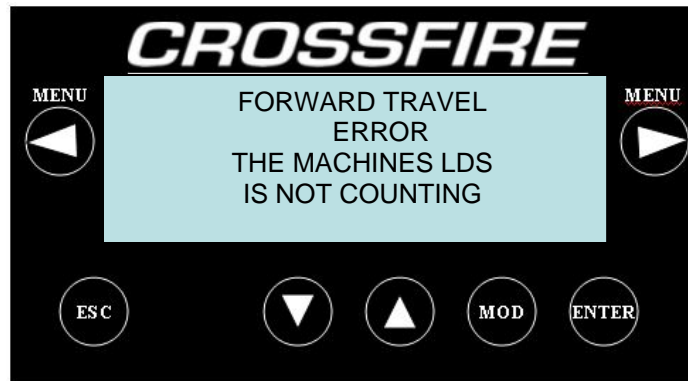 CROSSFIRE
MENU
MENU
FORWARD TRAVEL
ERROR
THE MACHINES LDS
IS NOT COUNTING
ESC
MOD
ENTER